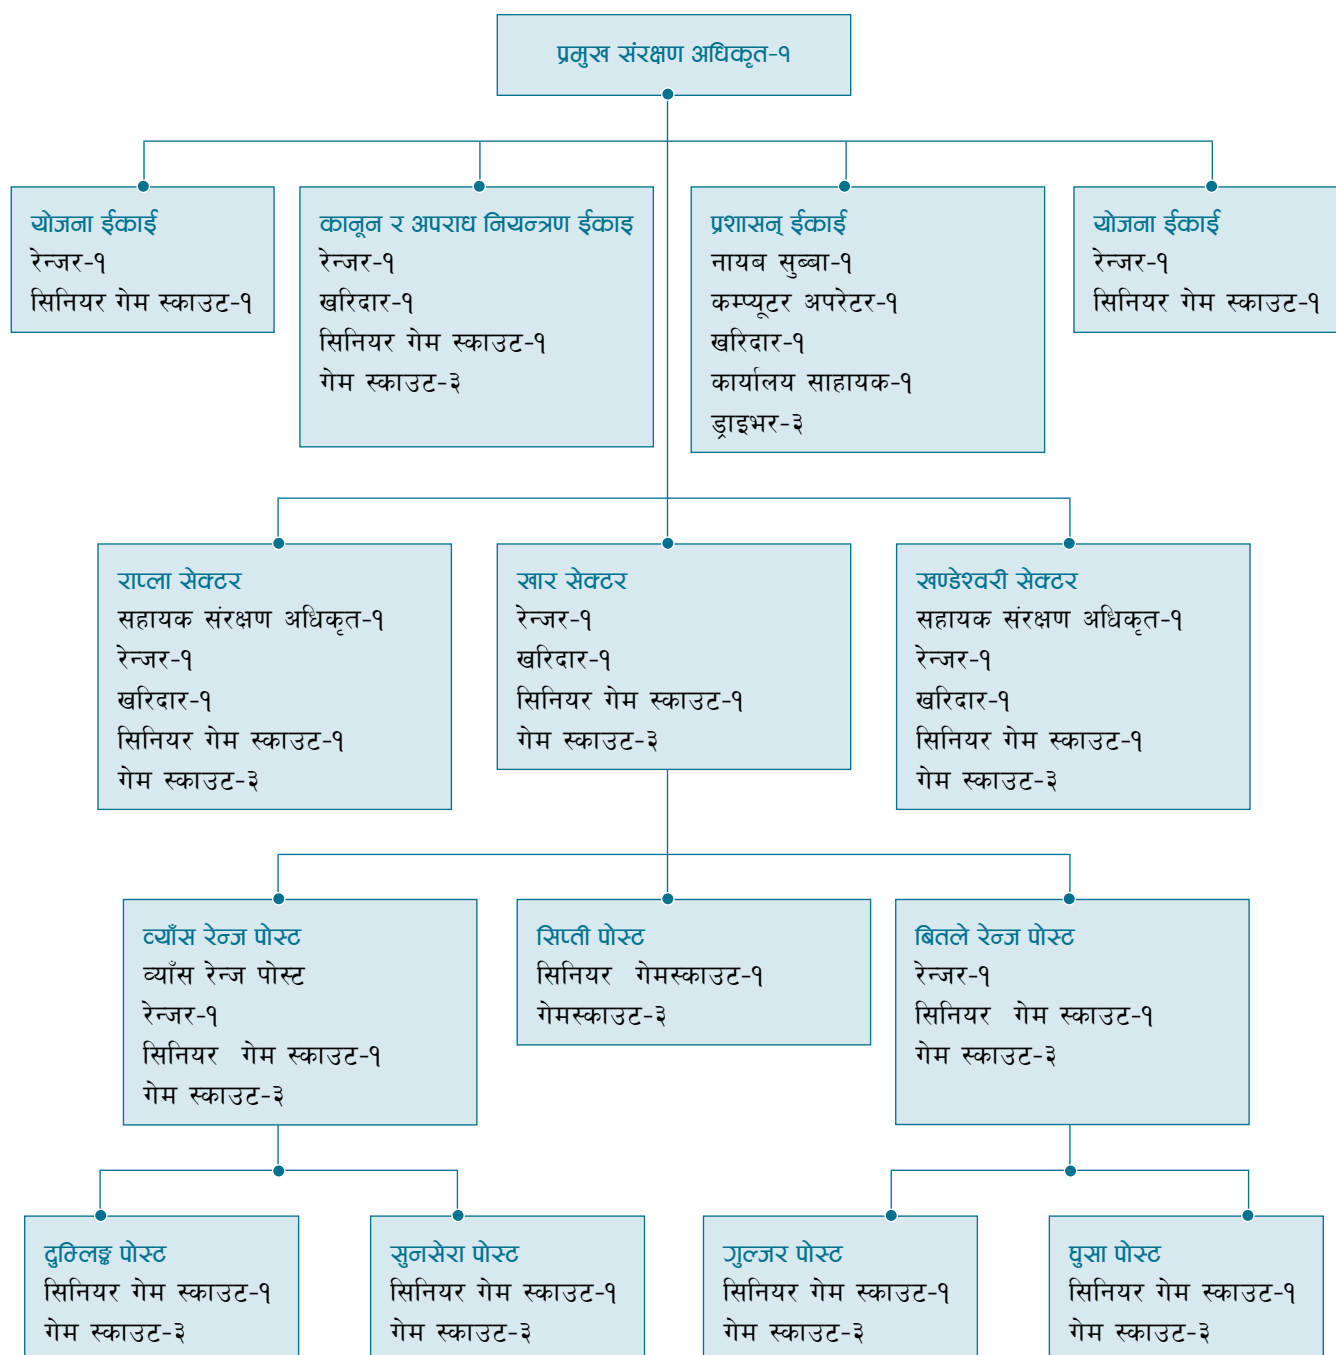 प्रमुख संरक्षण अधिकृत-१
योजना ईकाई
रेन्जर-१
सिनियर गेम स्काउट-१
कानून र अपराध नियन्त्रण ईकाइ
रेन्जर-१
खरिदार-१
सिनियर गेम स्काउट-१
गेम स्काउट-३
प्रशासन् ईकाई
नायब सुब्बा-१
कम्प्यूटर अपरेटर-१
खरिदार-१
कार्यालय साहायक-१
ड्राइभर-३
योजना ईकाई
रेन्जर-१
सिनियर गेम स्काउट-१
राप्ला सेक्टर
सहायक संरक्षण अधिकृत-१
रेन्जर-१
खरिदार-१
सिनियर गेम स्काउट-१
गेम स्काउट-३
खार सेक्टर
रेन्जर-१
खरिदार-१
सिनियर गेम स्काउट-१
गेम स्काउट-३
खण्डेश्वरी सेक्टर
सहायक संरक्षण अधिकृत-१
रेन्जर-१
खरिदार-१
सिनियर गेम स्काउट-१
गेम स्काउट-३
व्याँस रेन्ज पोस्ट
व्याँस रेन्ज पोस्ट
रेन्जर-१
सिनियर गेम स्काउट-१
गेम स्काउट-३
सिप्ती पोस्ट
सिनियर गेमस्काउट-१
गेमस्काउट-३
बितले रेन्ज पोस्ट
रेन्जर-१
सिनियर गेम स्काउट-१
गेम स्काउट-३
दुम्लिङ्ग पोस्ट
सिनियर गेम स्काउट-१
गेम स्काउट-३
सुनसेरा पोस्ट
सिनियर गेम स्काउट-१
गेम स्काउट-३
गुल्जर पोस्ट
सिनियर गेम स्काउट-१
गेम स्काउट-३
घुसा पोस्ट
सिनियर गेम स्काउट-१
गेम स्काउट-३